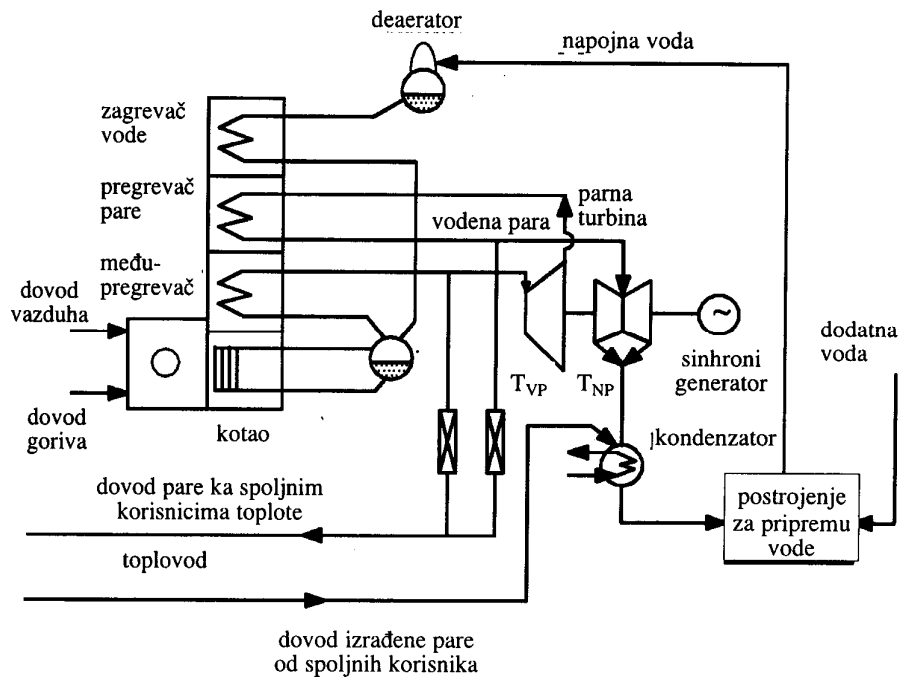 deaerator
napojna voda
zagrevač
vode
pregrevač
pare
parna
turbina
vodena para
među-
pregrevač
dovod
vazduha
dodatna
voda
~
sinhroni
generator
T_VP
T_NP
dovod
goriva
kotao
kondenzator
dovod pare ka spoljnim
korisnicima toplote
postrojenje
za pripremu
vode
toplovod
dovod izrađene pare
od spoljnih korisnika